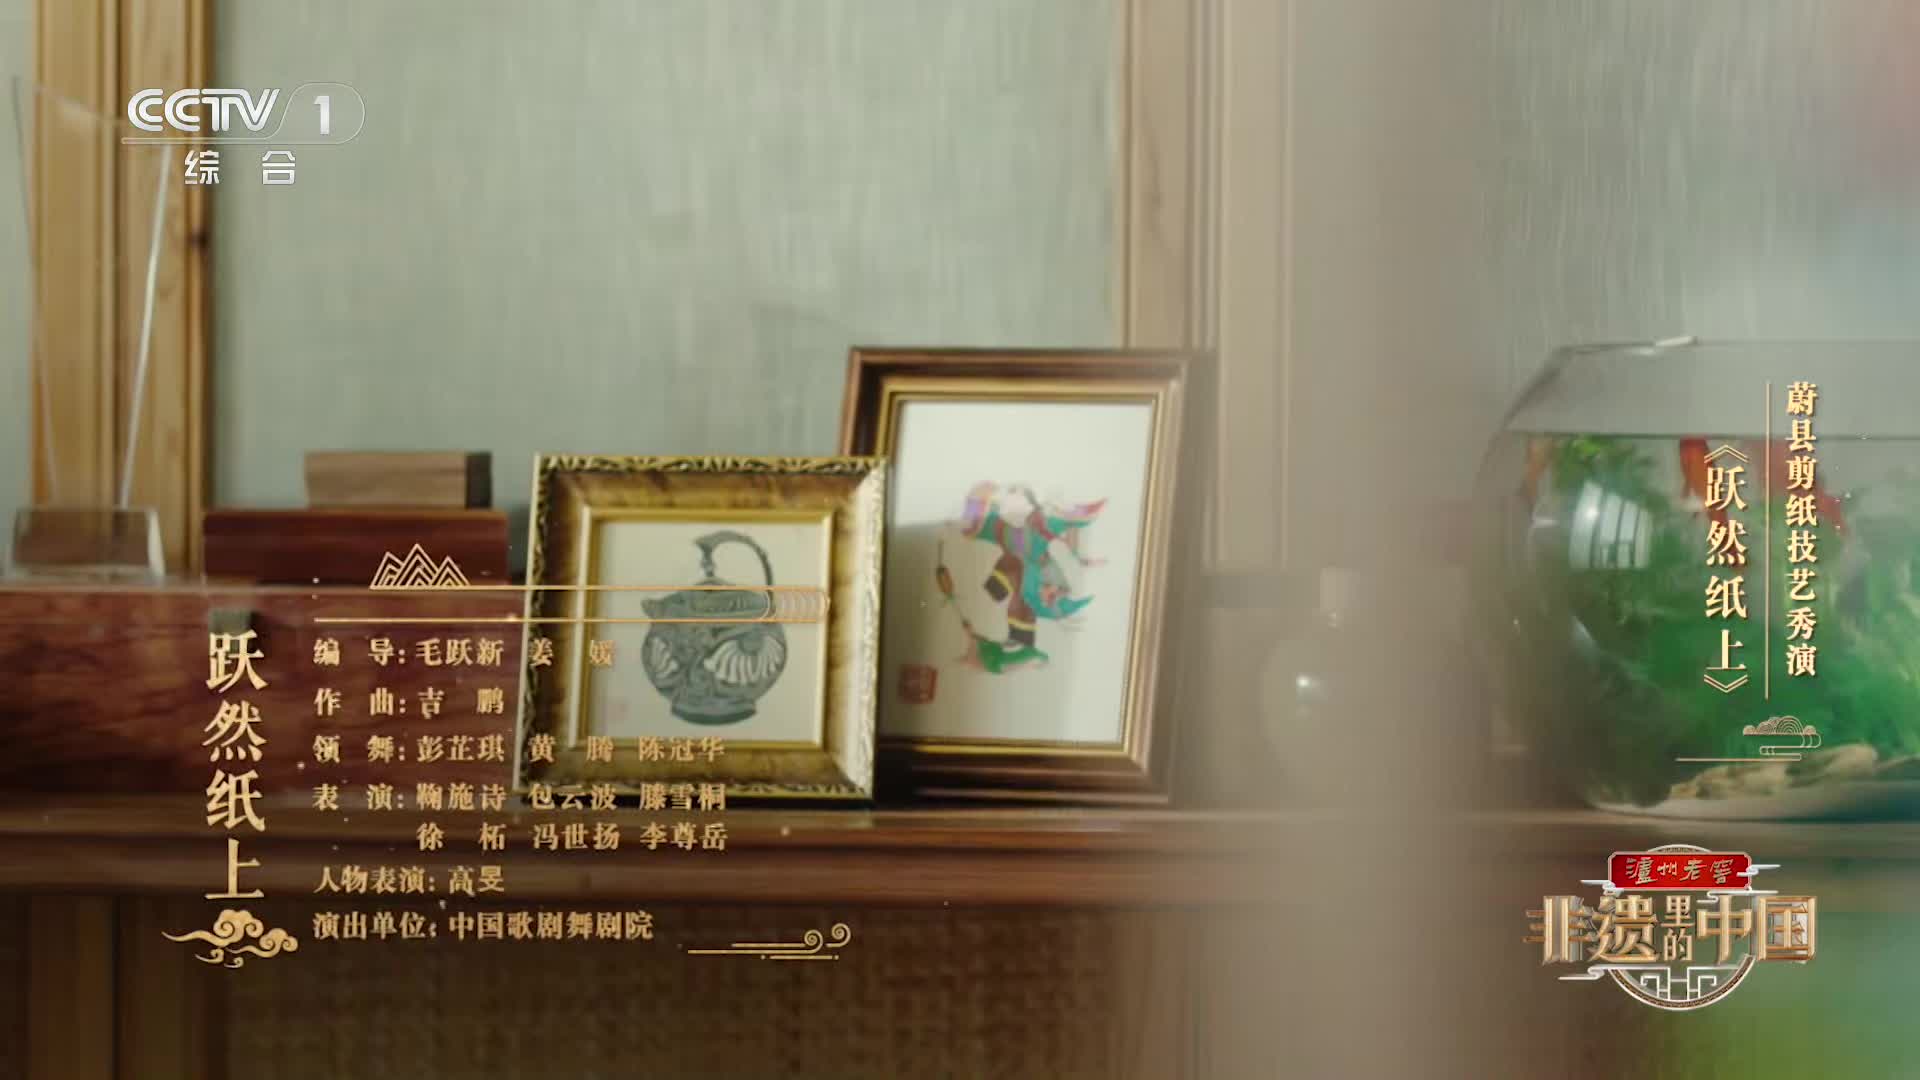 CCTV 1
综合
蔚县剪纸技艺秀演
《跃然纸上》
跃然纸上
编 导：毛跃新 姜 媛
作 曲：吉 鹏
领 舞：彭芷琪 黄 腾 陈冠华
表 演：鞠施诗 包云波 滕雪桐
徐 柘 冯世扬 李尊岳
人物表演：高旻
演出单位：中国歌剧舞剧院
泸州老窖
非遗里的中国